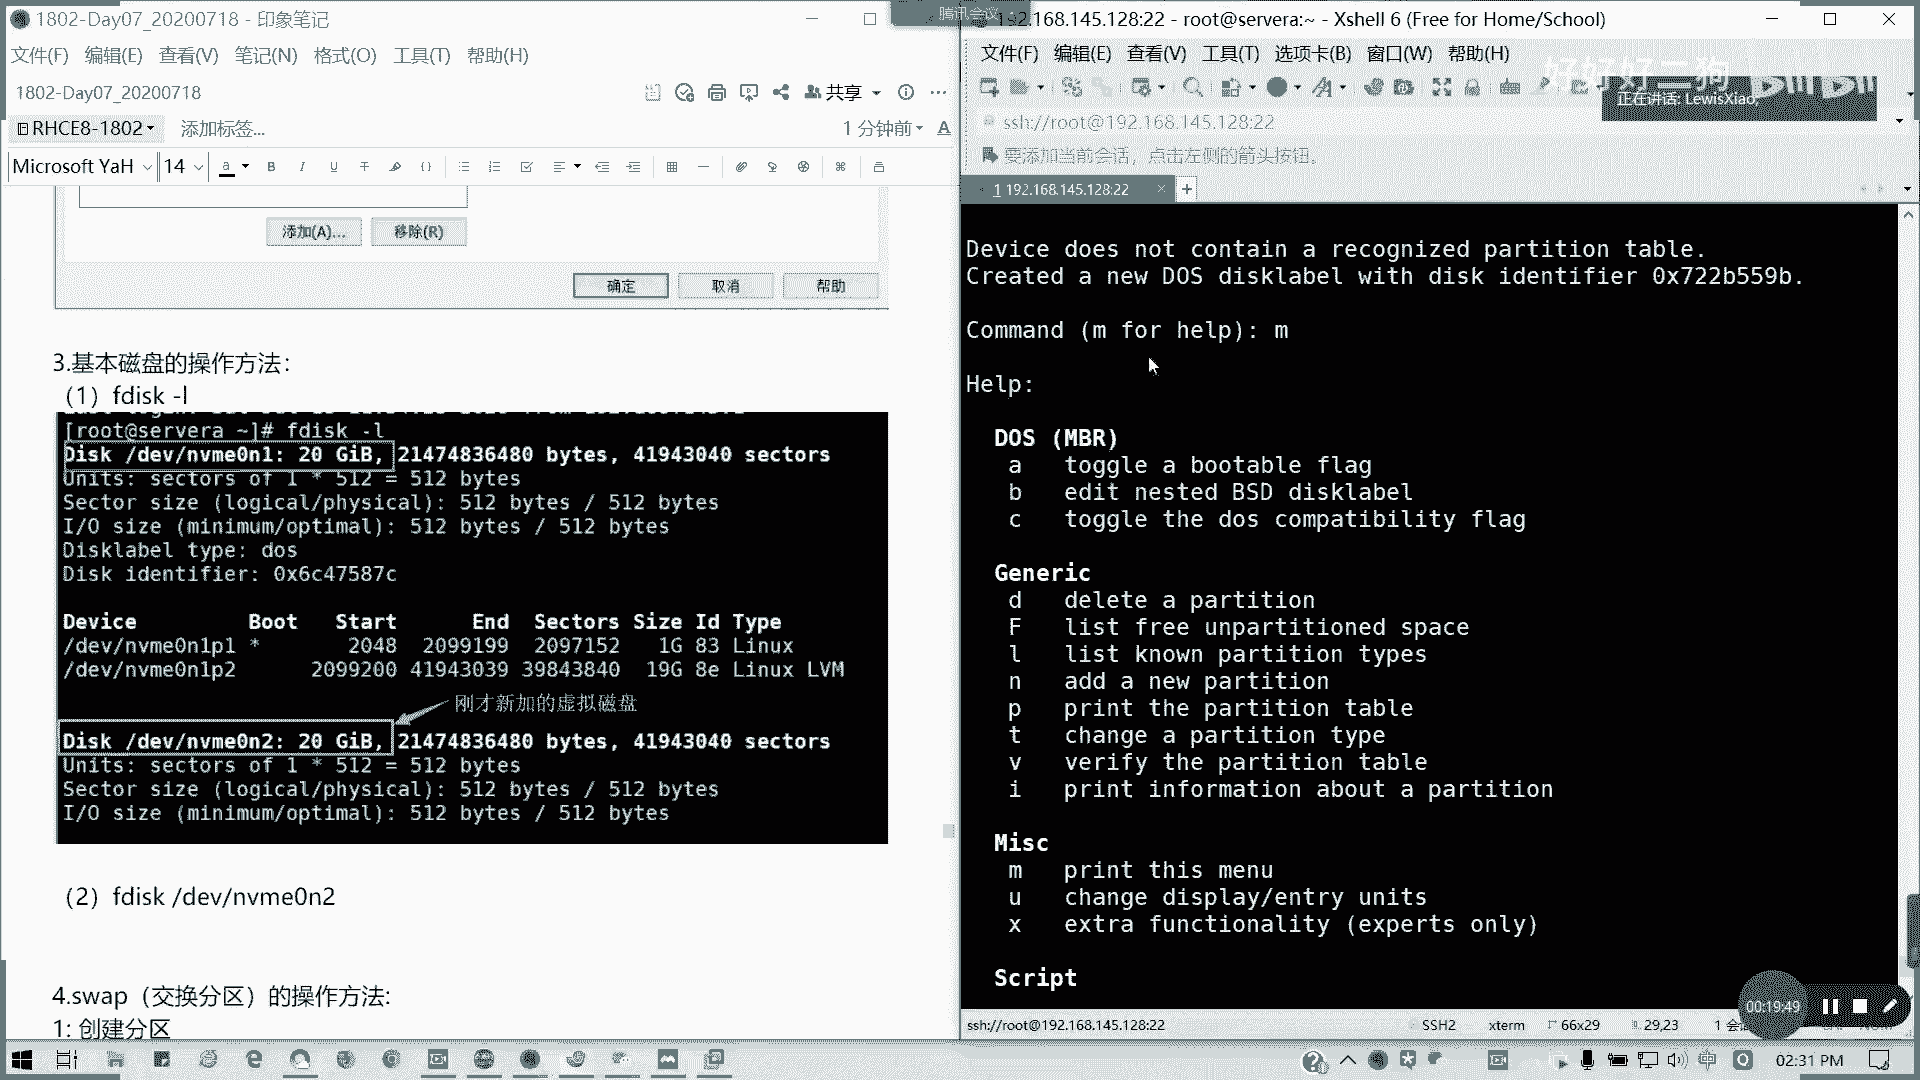 1802-Day07_20200718 - 印象笔记
文件(F) 编辑(E) 查看(V) 笔记(N) 格式(O) 工具(T) 帮助(H)
1802-Day07_20200718
共享
RHCE8-1802 添加标签...
1 分钟前
Microsoft YaH 14
添加(A)... 移除(R)
确定 取消 帮助
3.基本磁盘的操作方法:
（1）fdisk -l
[root@servera ~]# fdisk -l
Disk /dev/nvme0n1: 20 GiB, 21474836480 bytes, 41943040 sectors
Units: sectors of 1 * 512 = 512 bytes
Sector size (logical/physical): 512 bytes / 512 bytes
I/O size (minimum/optimal): 512 bytes / 512 bytes
Disklabel type: dos
Disk identifier: 0x6c47587c
Device Boot Start End Sectors Size Id Type
/dev/nvme0n1p1 * 2048 2099199 2097152 1G 83 Linux
/dev/nvme0n1p2 2099200 41943039 39843840 19G 8e Linux LVM
刚才新加的虚拟磁盘
Disk /dev/nvme0n2: 20 GiB, 21474836480 bytes, 41943040 sectors
Units: sectors of 1 * 512 = 512 bytes
Sector size (logical/physical): 512 bytes / 512 bytes
I/O size (minimum/optimal): 512 bytes / 512 bytes
（2）fdisk /dev/nvme0n2
4.swap（交换分区）的操作方法:
1: 创建分区
腾讯会议
192.168.145.128:22 - root@servera:~ - Xshell 6 (Free for Home/School)
文件(F) 编辑(E) 查看(V) 工具(T) 选项卡(B) 窗口(W) 帮助(H)
好好好二狗 bilibili
正在讲话: LewisXiao;
ssh://root@192.168.145.128:22
要添加当前会话，点击左侧的箭头按钮。
1 192.168.145.128:22
Device does not contain a recognized partition table.
Created a new DOS disklabel with disk identifier 0x722b559b.
Command (m for help): m
Help:
DOS (MBR)
a toggle a bootable flag
b edit nested BSD disklabel
c toggle the dos compatibility flag
Generic
d delete a partition
F list free unpartitioned space
l list known partition types
n add a new partition
p print the partition table
t change a partition type
v verify the partition table
i print information about a partition
Misc
m print this menu
u change display/entry units
x extra functionality (experts only)
Script
00:19:49
ssh://root@192.168.145.128:22 SSH2 xterm 66x29 29,23
中
02:31 PM